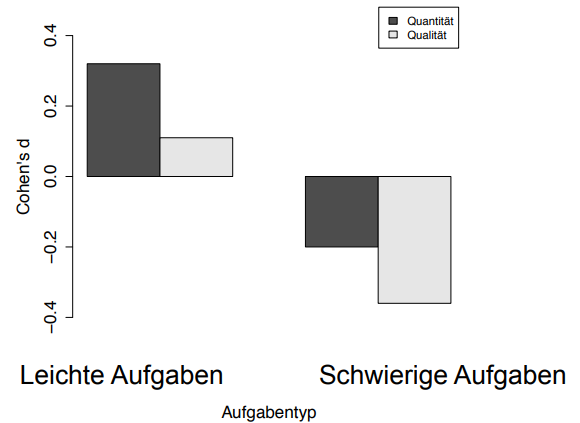 Quantität
Qualität
0.4
0.2
0.0
−0.2
−0.4
Cohen's d
Leichte Aufgaben
Schwierige Aufgaben
Aufgabentyp